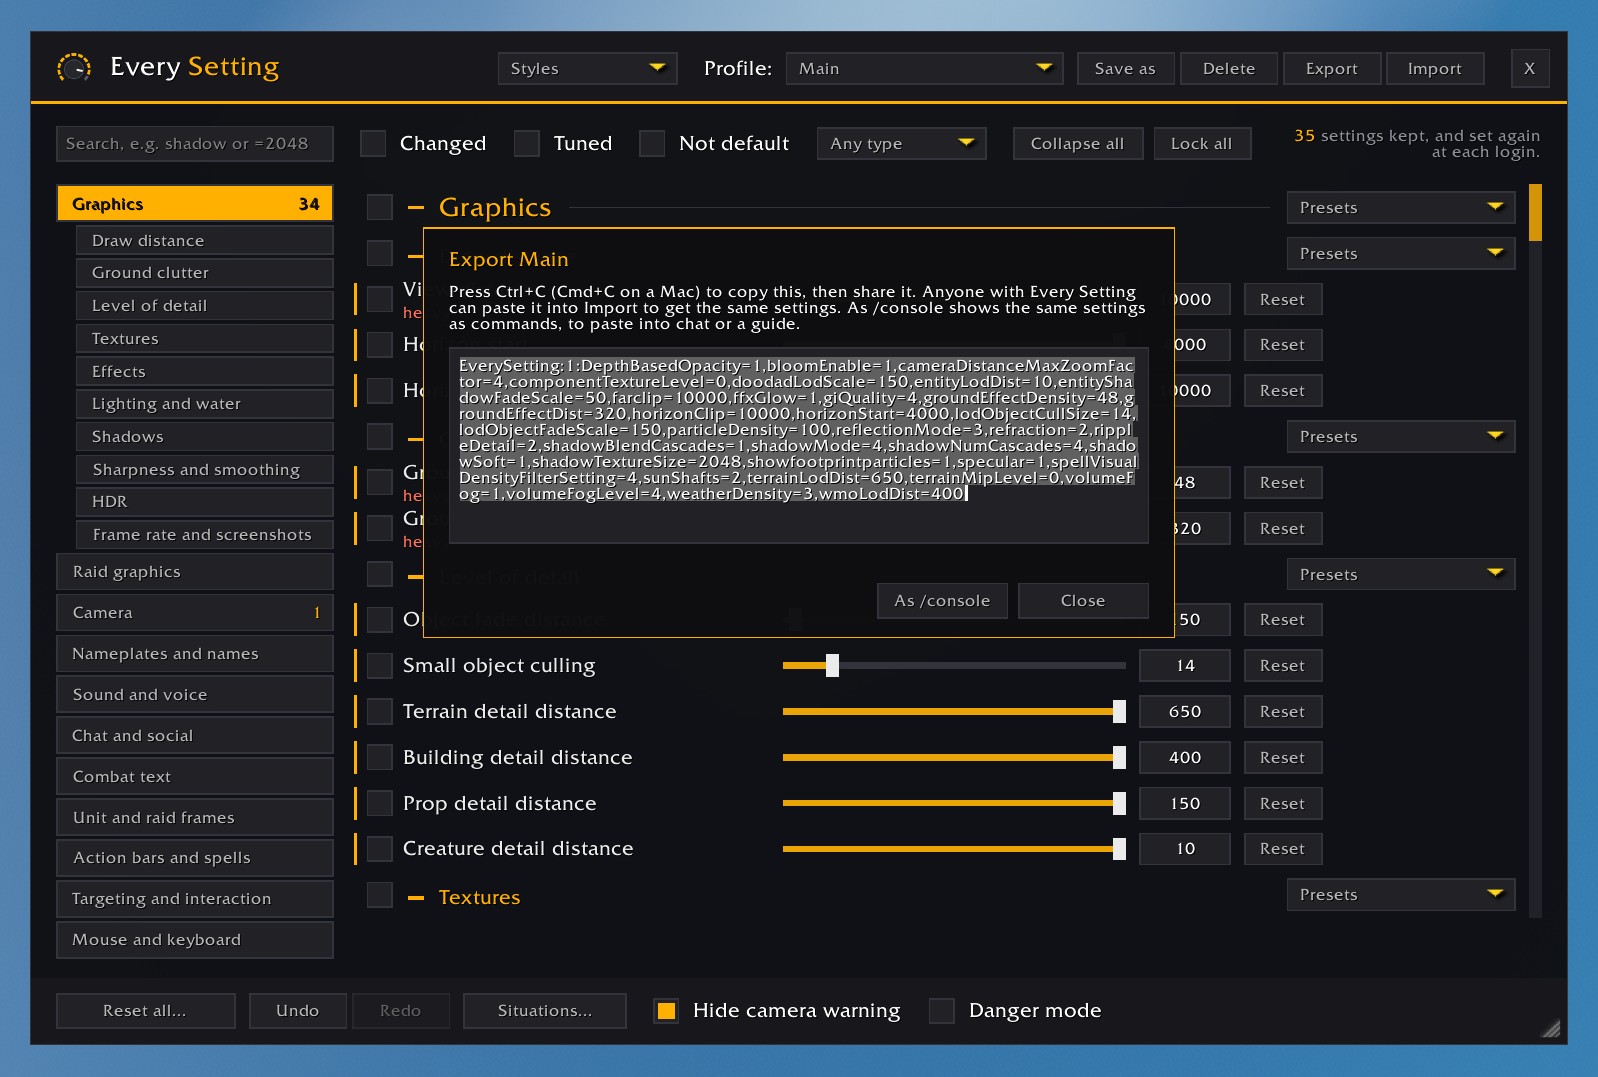 Every Setting
Styles
Profile:
Main
Save as
Delete
Export
Import
X
Search, e.g. shadow or =2048
Changed
Tuned
Not default
Any type
Collapse all
Lock all
35 settings kept, and set again
at each login.
Graphics 34
Draw distance
Ground clutter
Level of detail
Textures
Effects
Lighting and water
Shadows
Sharpness and smoothing
HDR
Frame rate and screenshots
Raid graphics
Camera 1
Nameplates and names
Sound and voice
Chat and social
Combat text
Unit and raid frames
Action bars and spells
Targeting and interaction
Mouse and keyboard
Graphics
Presets
Presets
Reset
Reset
Reset
Presets
48
Reset
Reset
Export Main
Press Ctrl+C (Cmd+C on a Mac) to copy this, then share it. Anyone with Every Setting
can paste it into Import to get the same settings. As /console shows the same settings
as commands, to paste into chat or a guide.
EverySetting:1:DepthBasedOpacity=1,bloomEnable=1,cameraDistanceMaxZoomFac
tor=4,componentTextureLevel=0,doodadLodScale=150,entityLodDist=10,entitySha
dowFadeScale=50,farclip=10000,ffxGlow=1,giQuality=4,groundEffectDensity=48,g
roundEffectDist=320,horizonClip=10000,horizonStart=4000,lodObjectCullSize=14,
lodObjectFadeScale=150,particleDensity=100,reflectionMode=3,refraction=2,rippl
eDetail=2,shadowBlendCascades=1,shadowMode=4,shadowNumCascades=4,shado
wSoft=1,shadowTextureSize=2048,showfootprintparticles=1,specular=1,spellVisual
DensityFilterSetting=4,sunShafts=2,terrainLodDist=650,terrainMipLevel=0,volumeF
og=1,volumeFogLevel=4,weatherDensity=3,wmoLodDist=400
As /console
Close
Level of detail
Presets
Object fade distance
Reset
Small object culling 14 Reset
Terrain detail distance 650 Reset
Building detail distance 400 Reset
Prop detail distance 150 Reset
Creature detail distance 10 Reset
Textures
Presets
Reset all...
Undo
Redo
Situations...
Hide camera warning
Danger mode